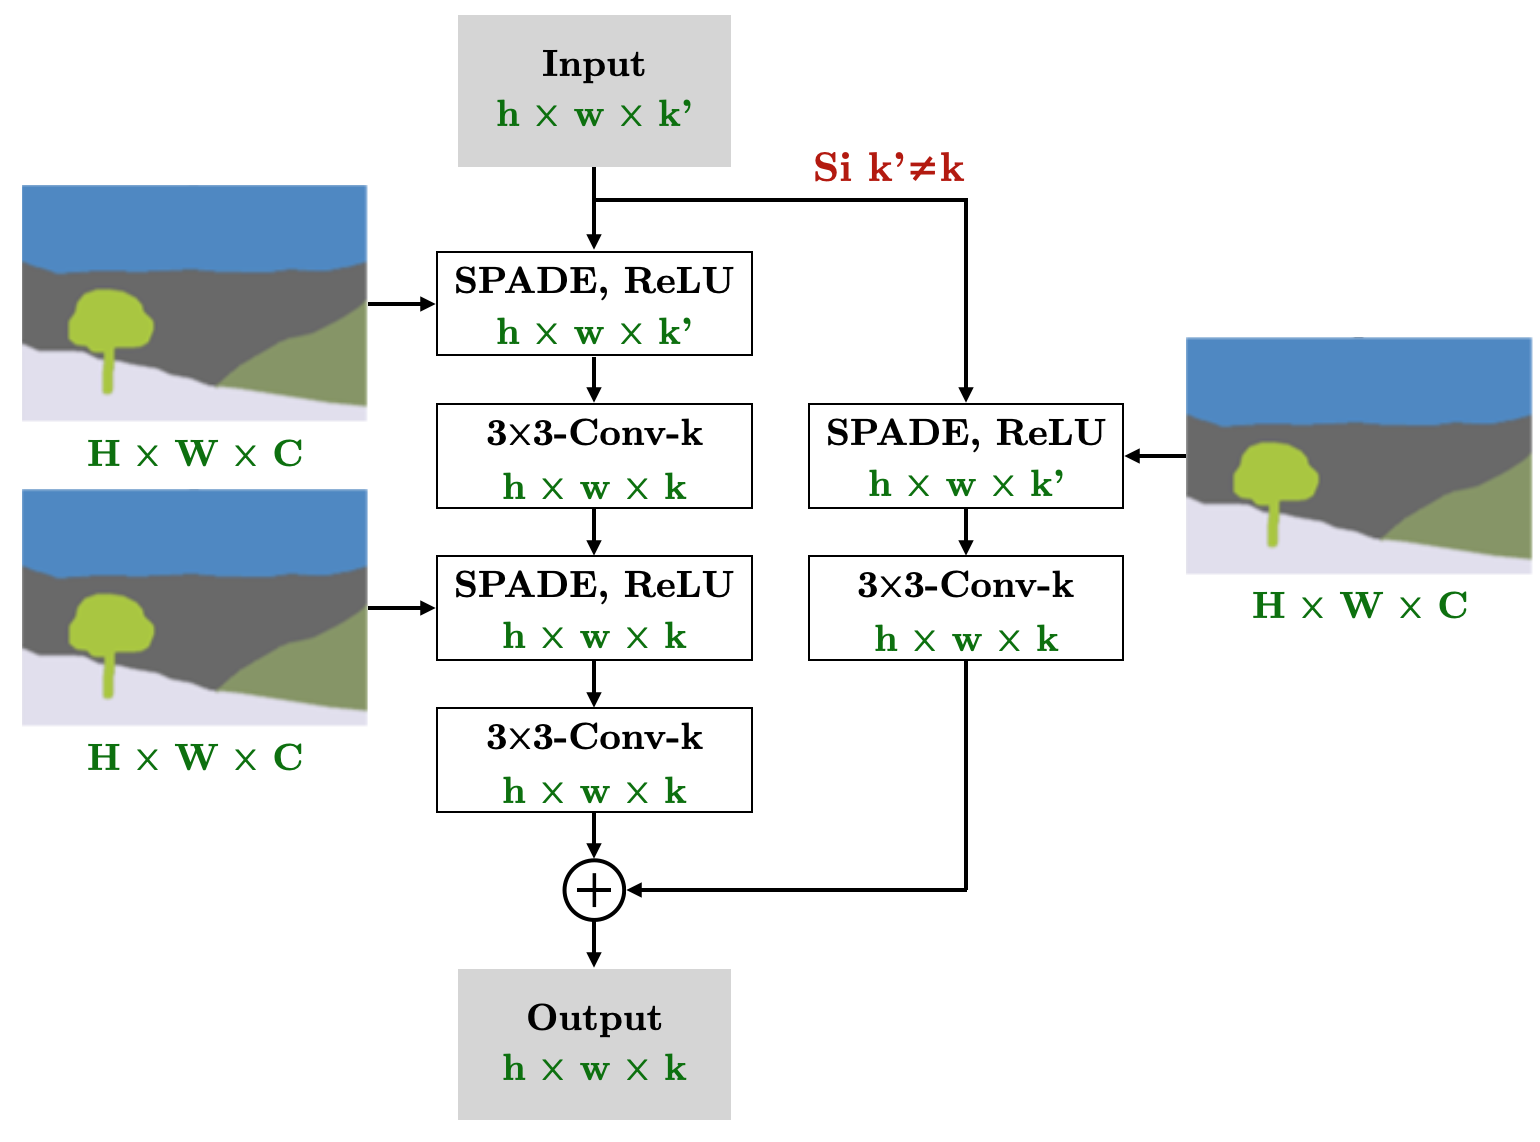 Input
h × w × k’
Si k’≠k
SPADE, ReLU
h × w × k’
H × W × C
3×3-Conv-k
h × w × k
SPADE, ReLU
h × w × k’
H × W × C
SPADE, ReLU
h × w × k
3×3-Conv-k
h × w × k
H × W × C
3×3-Conv-k
h × w × k
+
Output
h × w × k